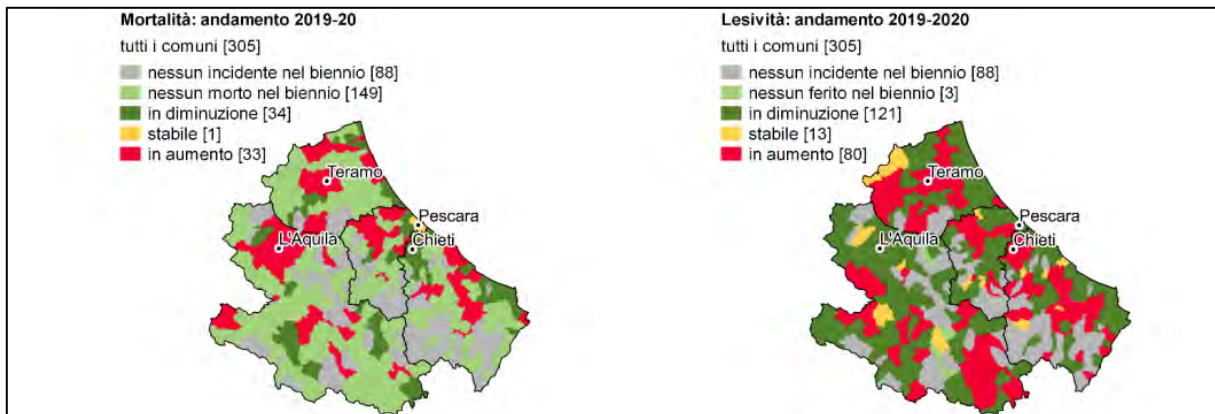 Mortalità: andamento 2019-20
tutti i comuni [305]
nessun incidente nel biennio [88]
nessun morto nel biennio [149]
in diminuzione [34]
stabile [1]
in aumento [33]
Teramo
Pescara
L'Aquila
Chieti
Lesività: andamento 2019-2020
tutti i comuni [305]
nessun incidente nel biennio [88]
nessun ferito nel biennio [3]
in diminuzione [121]
stabile [13]
in aumento [80]
Teramo
Pescara
L'Aquila
Chieti